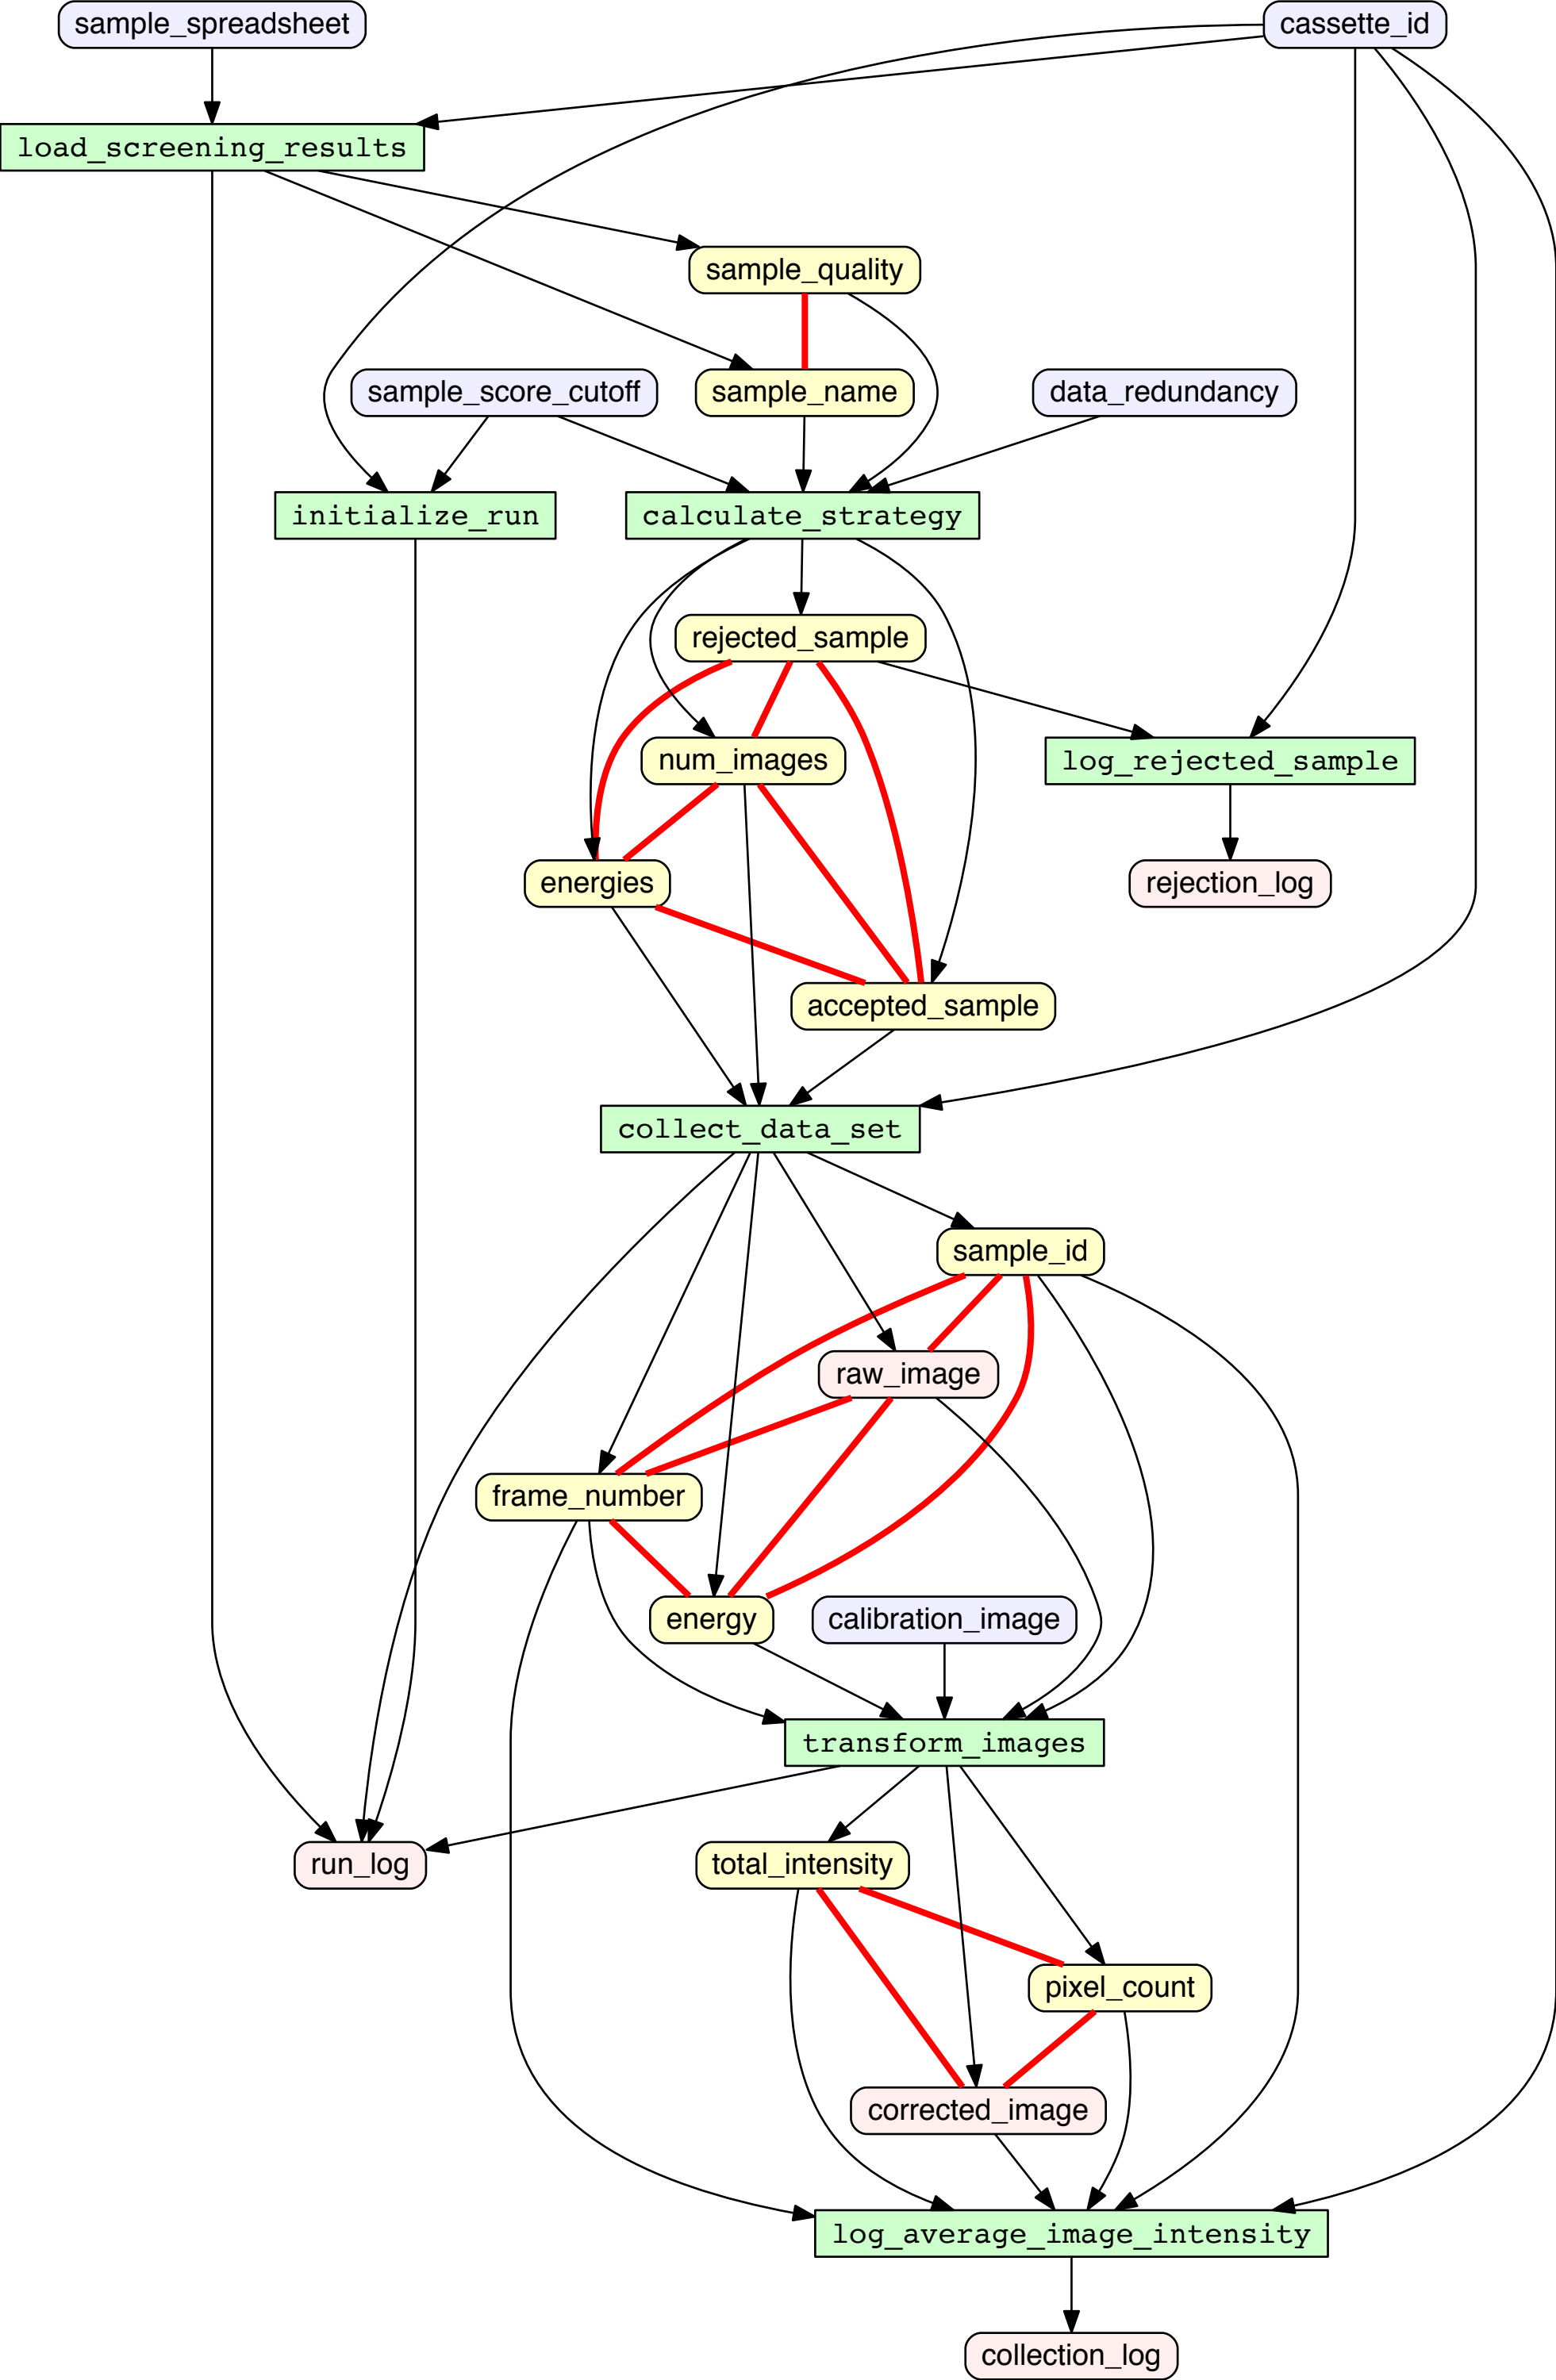 sample_spreadsheet
cassette_id
load_screening_results
sample_quality
sample_score_cutoff
sample_name
data_redundancy
initialize_run
calculate_strategy
rejected_sample
num_images
log_rejected_sample
energies
rejection_log
accepted_sample
collect_data_set
sample_id
raw_image
frame_number
energy
calibration_image
transform_images
run_log
total_intensity
pixel_count
corrected_image
log_average_image_intensity
collection_log